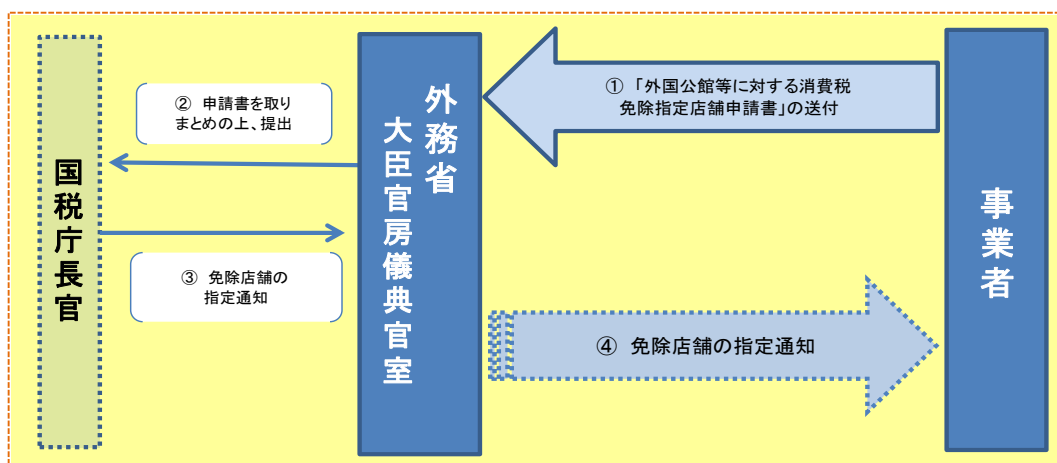 国税庁長官
② 申請書を取り
まとめの上、提出
③ 免除店舗の
指定通知
外務省
大臣官房儀典官室
① 「外国公館等に対する消費税
免除指定店舗申請書」の送付
④ 免除店舗の指定通知
事業者